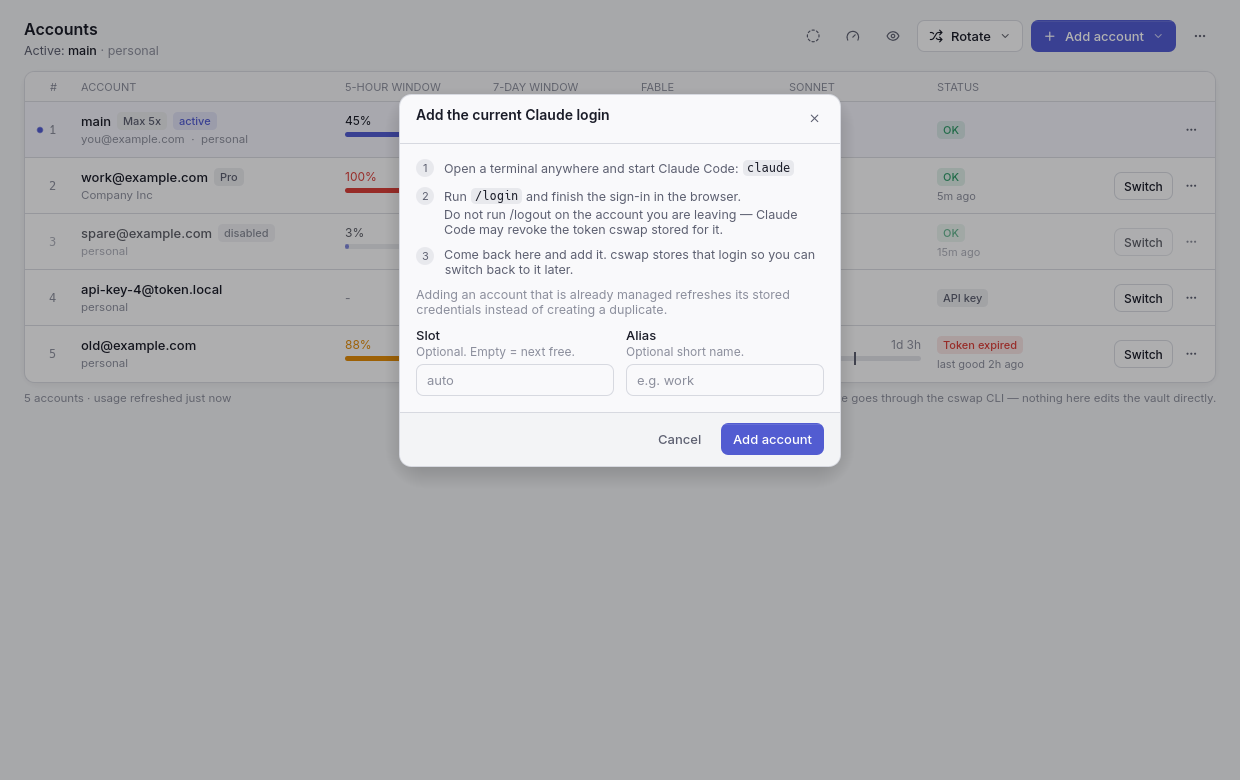 Accounts
Active: main · personal
Rotate
Add account
# ACCOUNT 5-HOUR WINDOW 7-DAY WINDOW FABLE SONNET STATUS
1 main Max 5x active 45% OK
you@example.com · personal
2 work@example.com Pro 100% OK
Company Inc 5m ago
Switch
3 spare@example.com disabled 3% OK
personal 15m ago
Switch
4 api-key-4@token.local - API key
personal
Switch
5 old@example.com 88% 1d 3h Token expired
personal last good 2h ago
Switch
5 accounts · usage refreshed just now
goes through the cswap CLI — nothing here edits the vault directly.
Add the current Claude login
1 Open a terminal anywhere and start Claude Code: claude
2 Run /login and finish the sign-in in the browser.
Do not run /logout on the account you are leaving — Claude
Code may revoke the token cswap stored for it.
3 Come back here and add it. cswap stores that login so you can
switch back to it later.
Adding an account that is already managed refreshes its stored
credentials instead of creating a duplicate.
Slot Alias
Optional. Empty = next free. Optional short name.
auto e.g. work
Cancel Add account